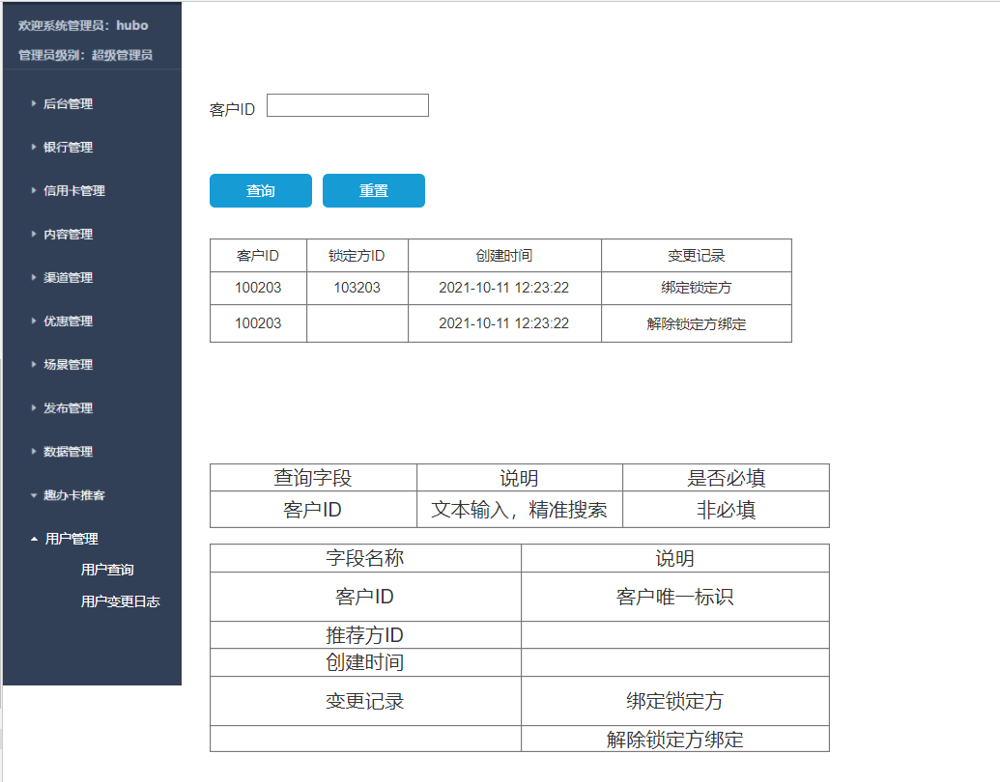 欢迎系统管理员：hubo
管理员级别：超级管理员
后台管理
银行管理
信用卡管理
内容管理
渠道管理
优惠管理
场景管理
发布管理
数据管理
趣办卡推客
用户管理
用户查询
用户变更日志
客户ID
查询 重置
客户ID 锁定方ID 创建时间 变更记录
100203 103203 2021-10-11 12:23:22 绑定锁定方
100203 2021-10-11 12:23:22 解除锁定方绑定
查询字段 说明 是否必填
客户ID 文本输入，精准搜索 非必填
字段名称 说明
客户ID 客户唯一标识
推荐方ID
创建时间
变更记录 绑定锁定方
解除锁定方绑定